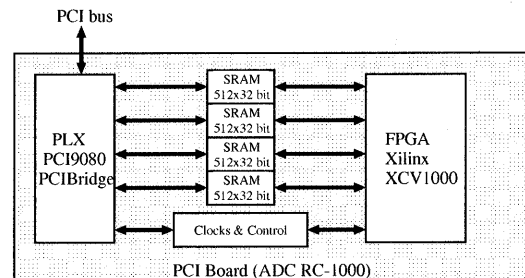 PCI bus
PLX
PCI9080
PCIBridge
SRAM
512x32 bit
SRAM
512x32 bit
SRAM
512x32 bit
SRAM
512x32 bit
Clocks & Control
FPGA
Xilinx
XCV1000
PCI Board (ADC RC-1000)